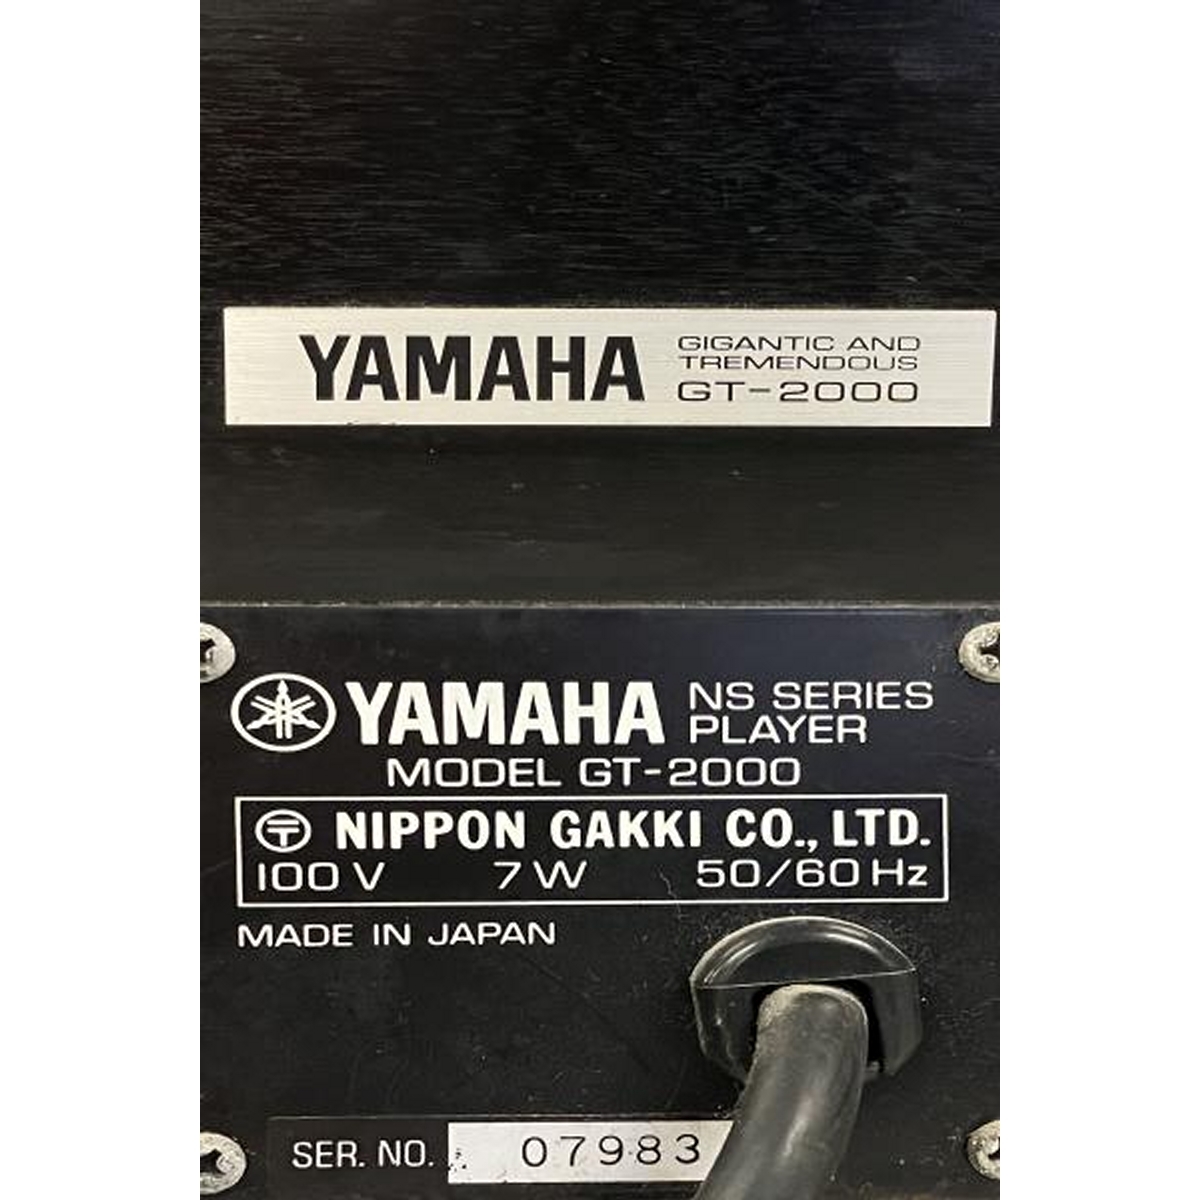 YAMAHA GIGANTIC AND
TREMENDOUS
GT-2000
YAMAHA NS SERIES
PLAYER
MODEL GT-2000
〒 NIPPON GAKKI CO., LTD.
100 V 7 W 50/60 Hz
MADE IN JAPAN
SER. NO. 07983